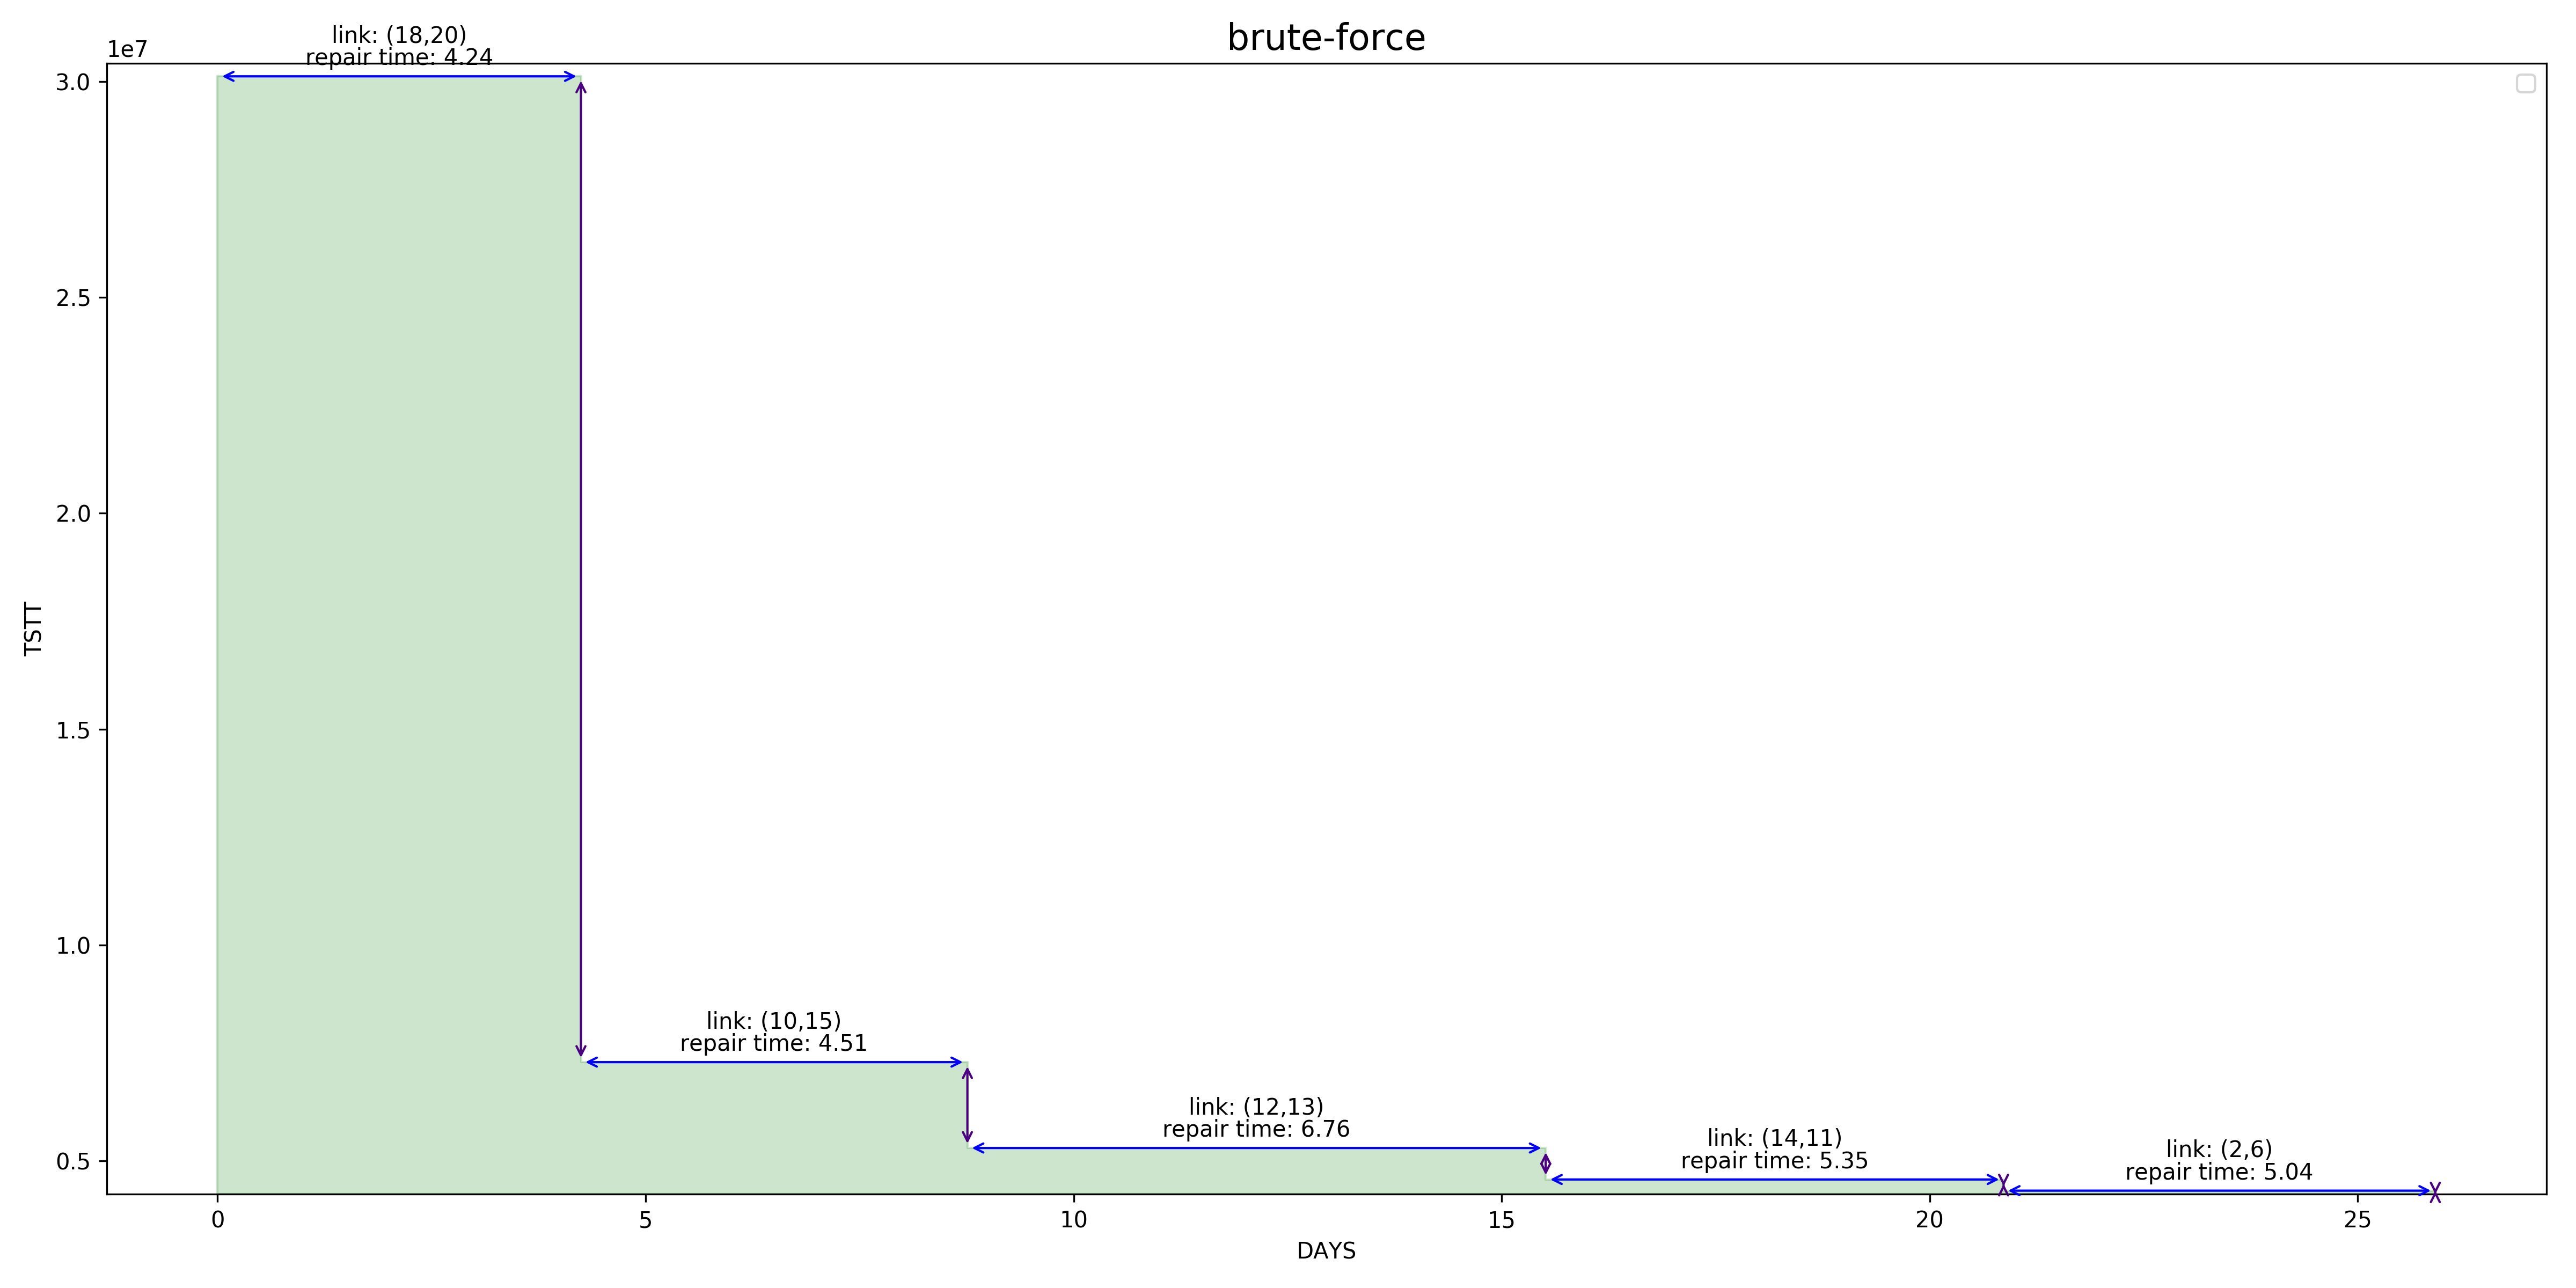 brute-force
1e7
link: (18,20)
repair time: 4.24
3.0
2.5
2.0
1.5
1.0
0.5
TSTT
link: (10,15)
repair time: 4.51
link: (12,13)
repair time: 6.76
link: (14,11)
repair time: 5.35
link: (2,6)
repair time: 5.04
0 5 10 15 20 25
DAYS